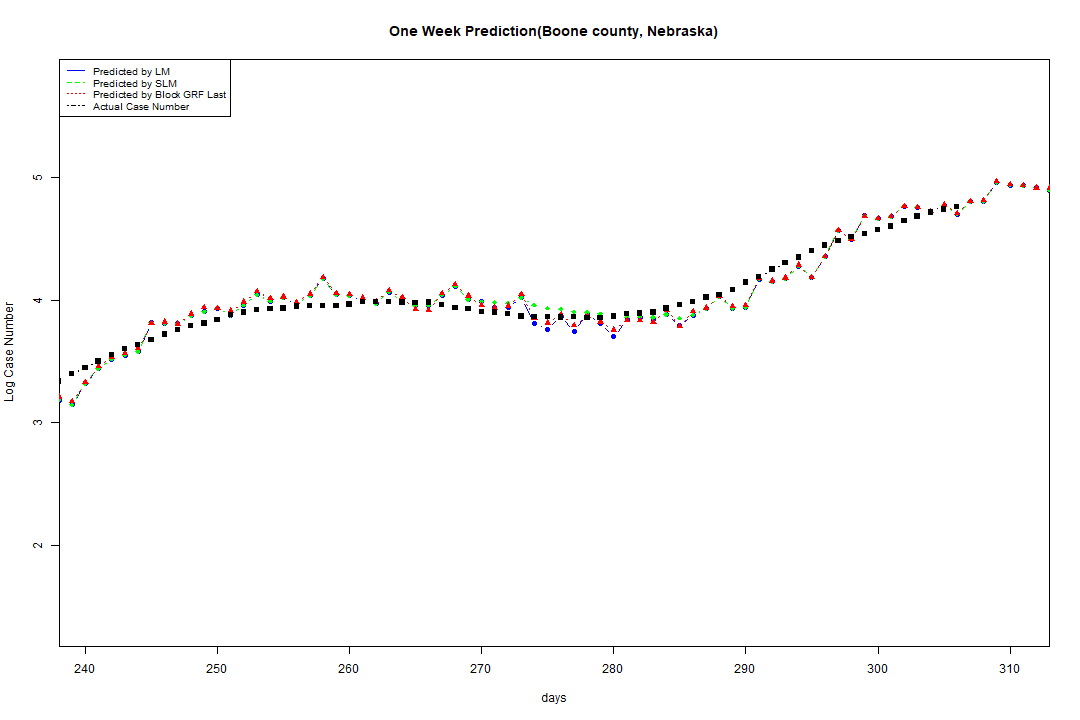 One Week Prediction(Boone county, Nebraska)
Predicted by LM
Predicted by SLM
Predicted by Block GRF Last
Actual Case Number
5
4
3
2
Log Case Number
240 250 260 270 280 290 300 310
days